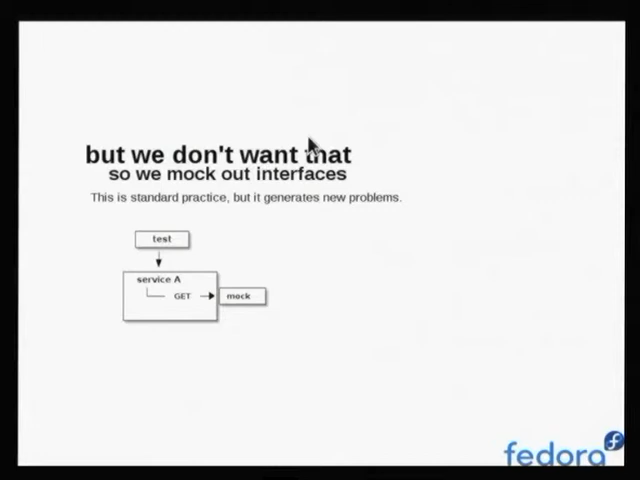 but we don't want that
so we mock out interfaces
This is standard practice, but it generates new problems.
test
service A
GET
mock
fedora